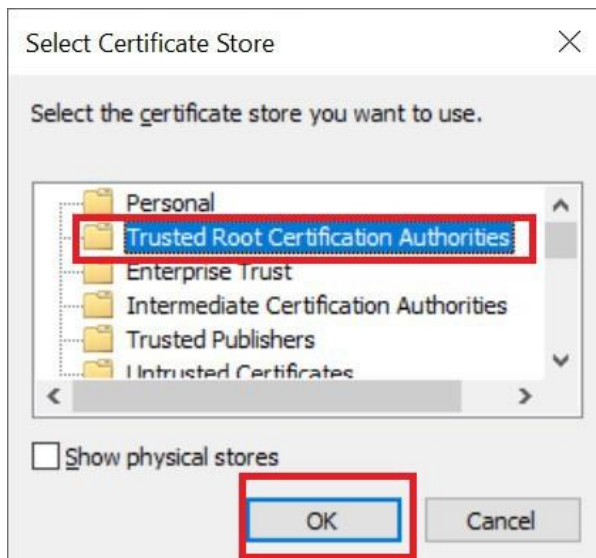 Select Certificate Store
Select the certificate store you want to use.
Personal
Trusted Root Certification Authorities
Enterprise Trust
Intermediate Certification Authorities
Trusted Publishers
Untrusted Certificates
Show physical stores
OK
Cancel